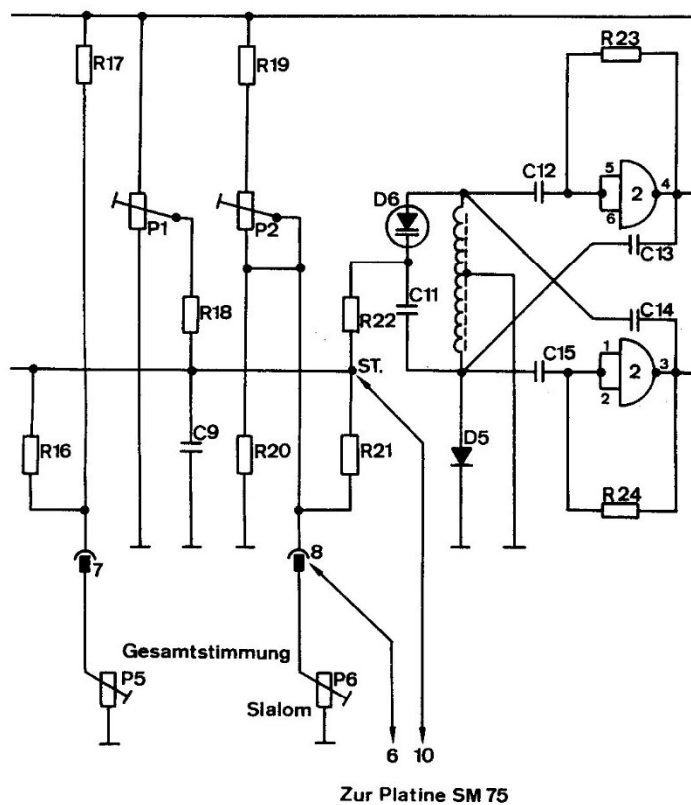 R17
R19
R23
C12
5
6
2
4
D6
P1
P2
C13
C11
R18
R22
C14
C15
1
2
2
3
ST.
R16
C9
R20
R21
D5
R24
7
8
Gesamtstimmung
P5
P6
Slalom
6 10
Zur Platine SM 75